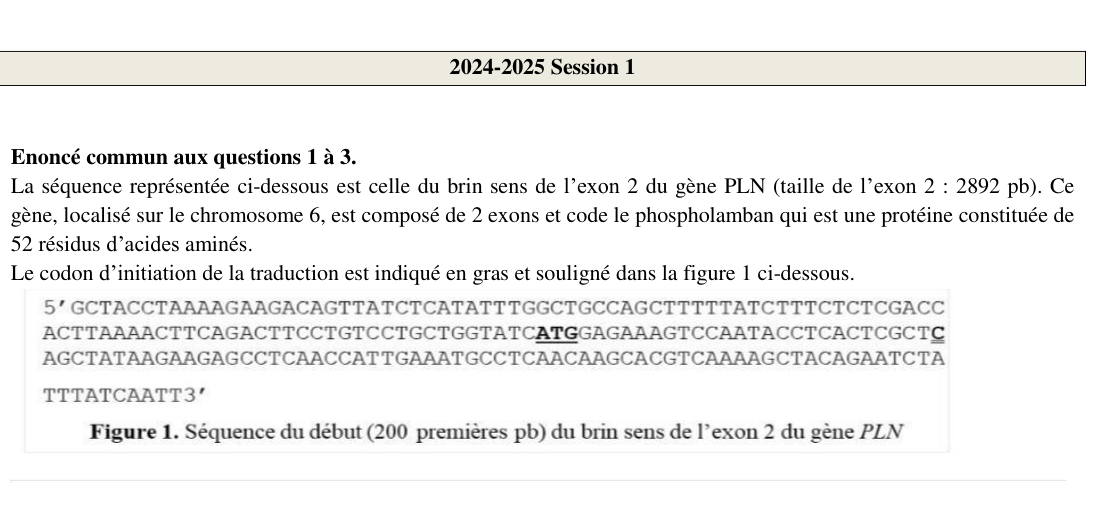 2024-2025 Session 1
Enoncé commun aux questions 1 à 3.
La séquence représentée ci-dessous est celle du brin sens de l’exon 2 du gène PLN (taille de l’exon 2 : 2892 pb). Ce
gène, localisé sur le chromosome 6, est composé de 2 exons et code le phospholamban qui est une protéine constituée de
52 résidus d’acides aminés.
Le codon d’initiation de la traduction est indiqué en gras et souligné dans la figure 1 ci-dessous.
5’ GCTACCTAAAAGAAGACAGTTATCTCATATTTGGCTGCCAGCTTTTTATCTTTCTCTCGACC
ACTTAAAACTTCAGACTTCCTGTCCTGCTGGTATCATGGAGAAAGTCCAATACCTCACTCGCTC
AGCTATAAGAAGAGCCTCAACCATTGAAATGCCTCAACAAGCACGTCAAAAGCTACAGAATCTA
TTTATCAATT3’
Figure 1. Séquence du début (200 premières pb) du brin sens de l’exon 2 du gène PLN